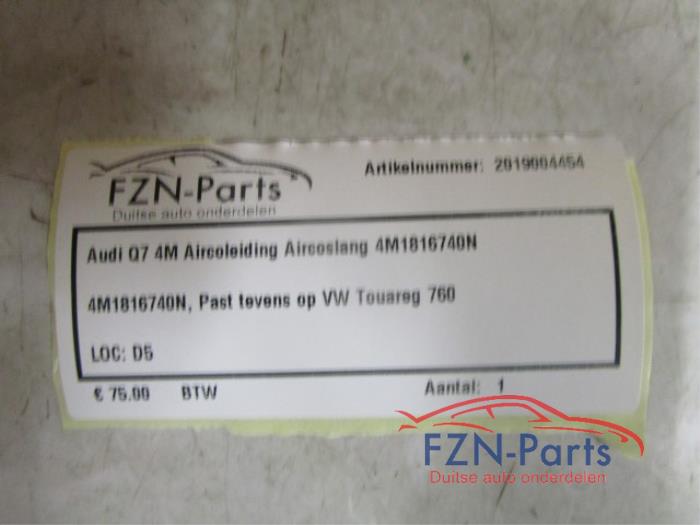 FZN-Parts
Duitse auto onderdelen
Artikelnummer: 2019004454
Audi Q7 4M Aircoleiding Aircoslang 4M1816740N
4M1816740N, Past tevens op VW Touareg 760
LOC: D5
€ 75.00 BTW Aantal: 1
FZN-Parts
Duitse auto onderdelen